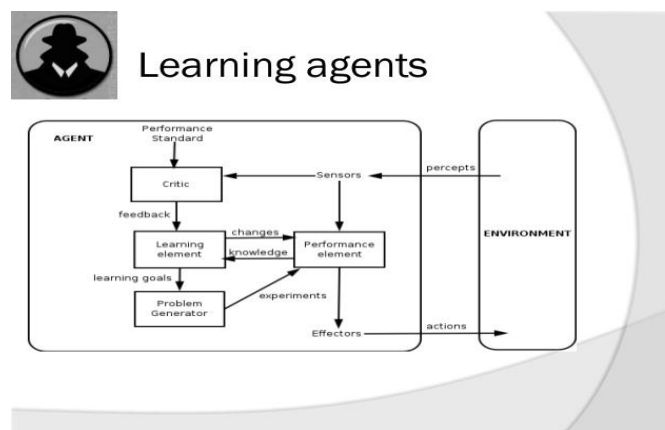 Learning agents
AGENT
Performance
Standard
Critic
Sensors
percepts
feedback
changes
Learning
element
knowledge
Performance
element
ENVIRONMENT
learning goals
experiments
Problem
Generator
Effectors
actions